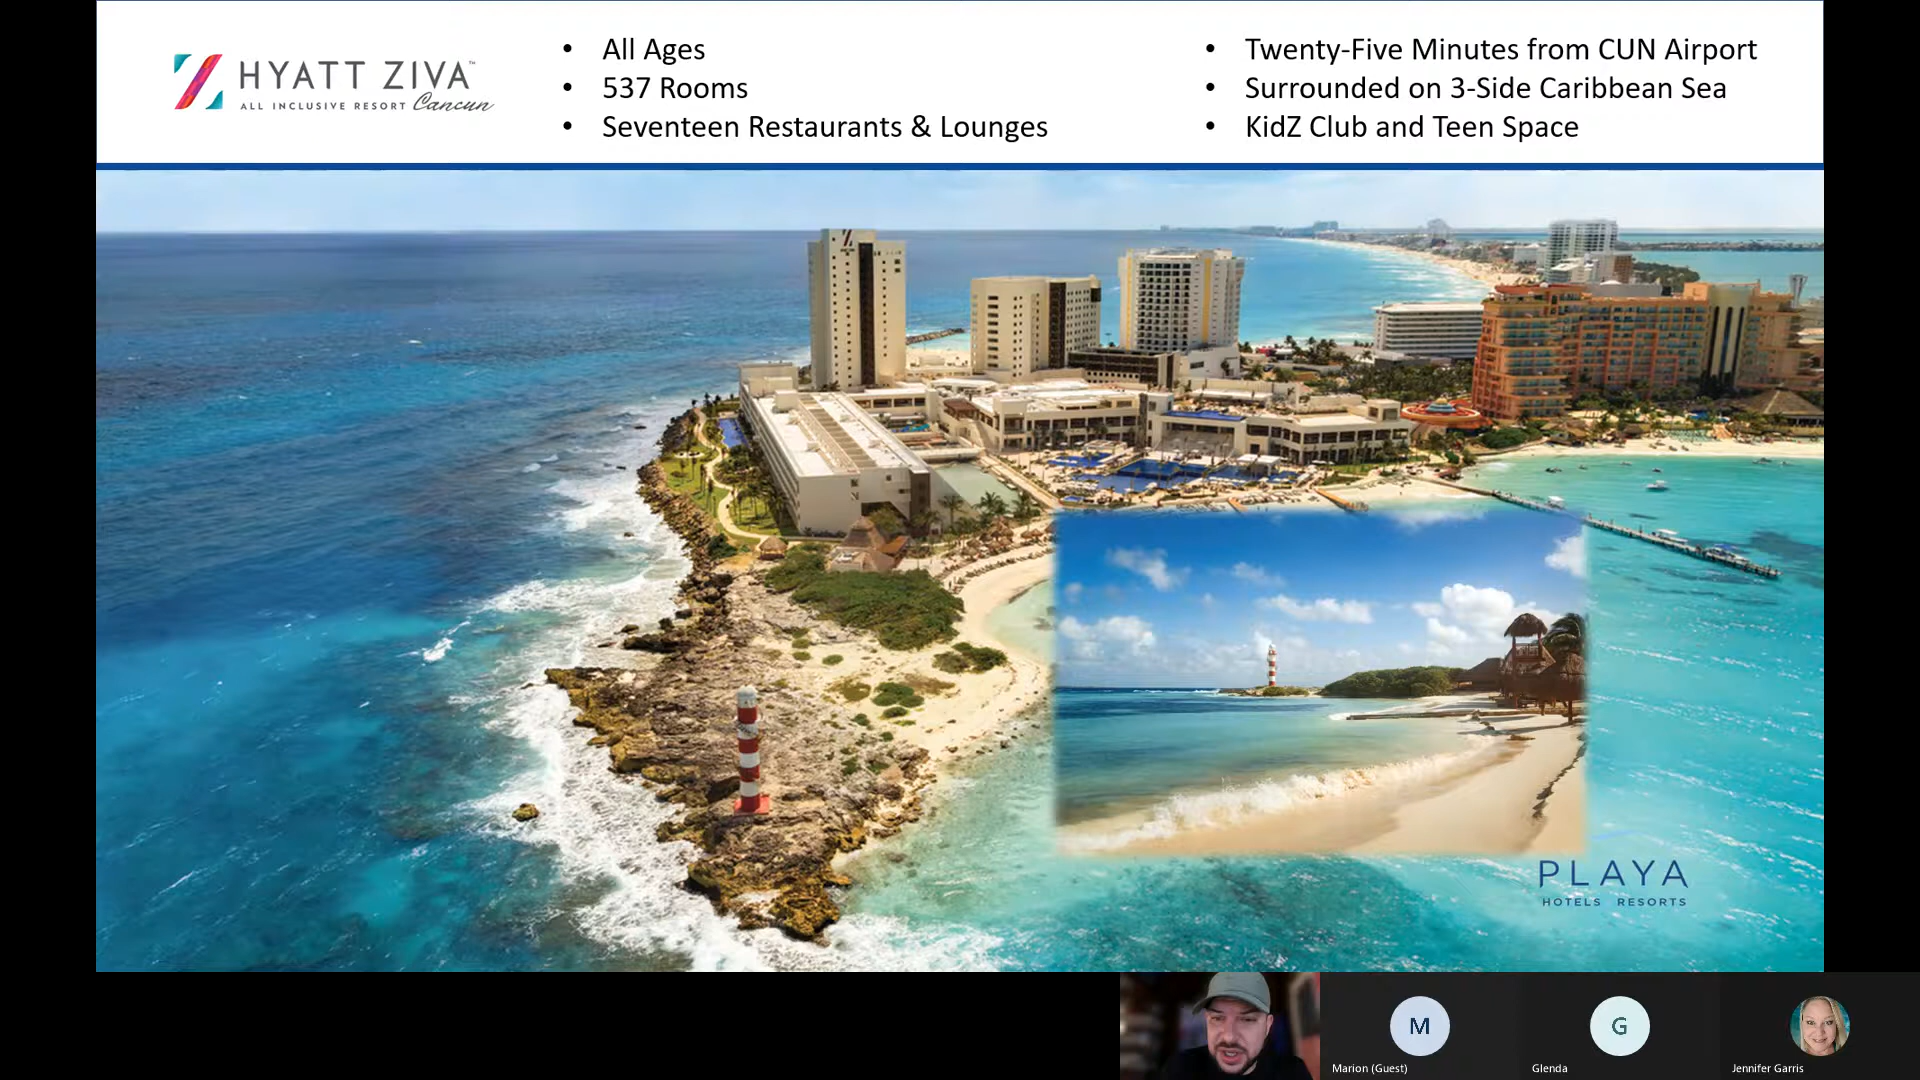 HYATT ZIVA™
ALL INCLUSIVE RESORT Cancun
• All Ages
• 537 Rooms
• Seventeen Restaurants & Lounges
• Twenty-Five Minutes from CUN Airport
• Surrounded on 3-Side Caribbean Sea
• KidZ Club and Teen Space
PLAYA
HOTELS RESORTS
M
G
Marion (Guest)
Glenda
Jennifer Garris